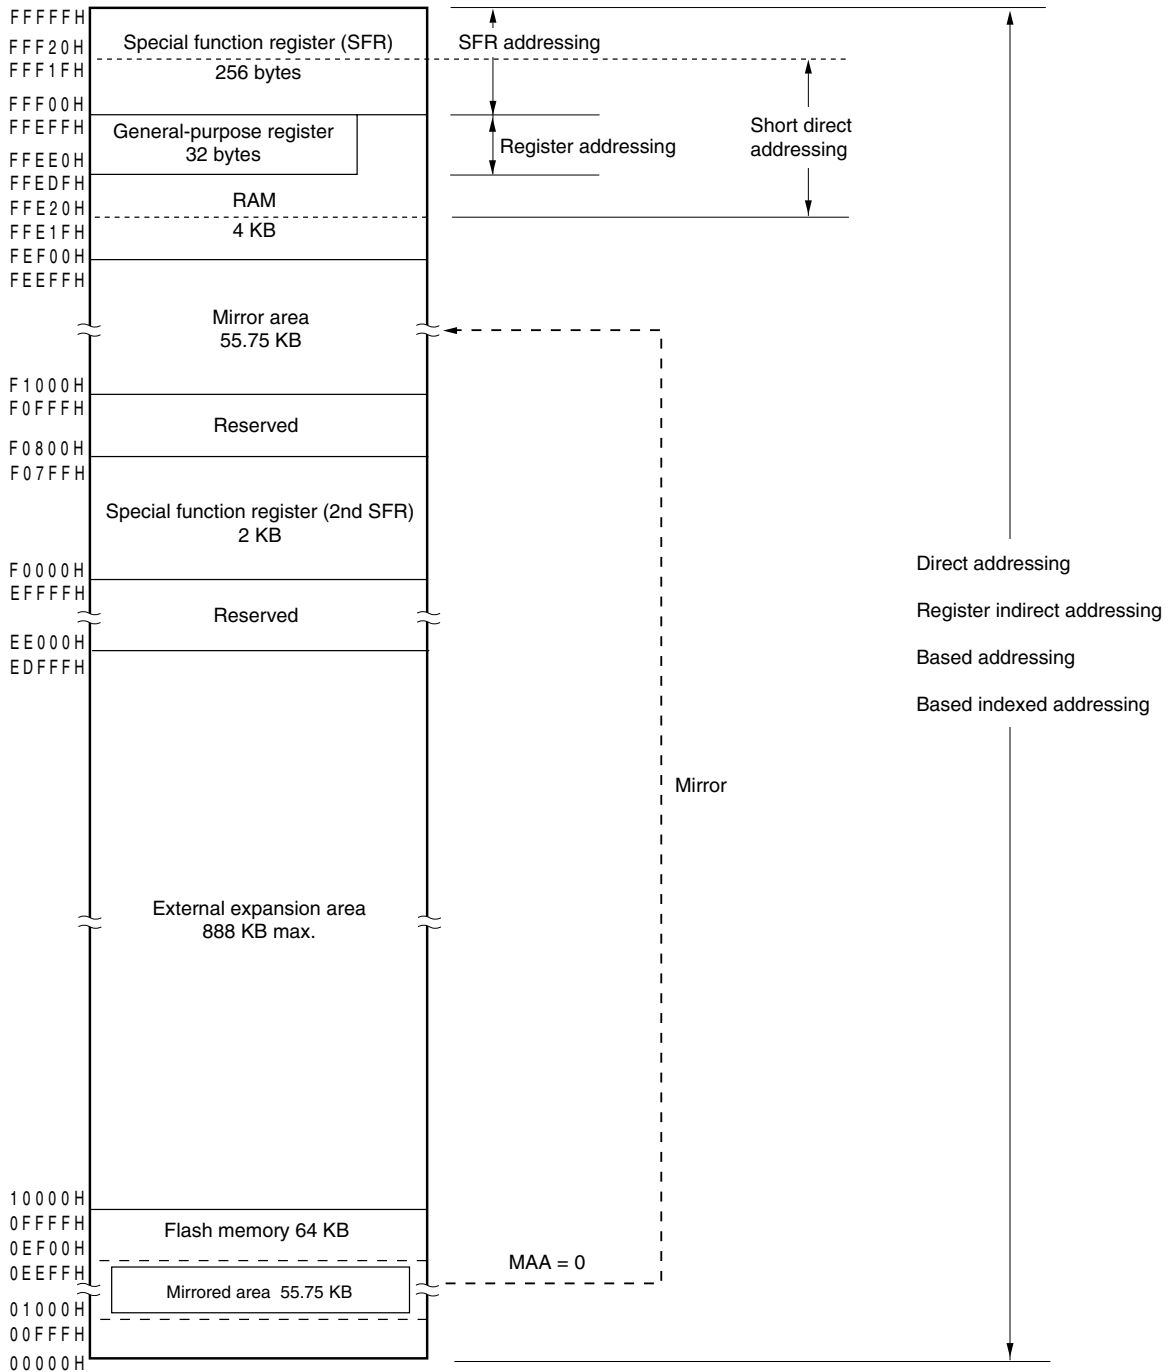 FFFFFH
FFF20H
FFF1FH
FFF00H
FFEFFH
FFEE0H
FFEDFH
FFE20H
FFE1FH
FEF00H
FEEFFH
F1000H
F0FFFH
F0800H
F07FFH
F0000H
EFFFFH
EE000H
EDFFFH
10000H
0FFFFH
0EF00H
0EEFFH
01000H
00FFFH
00000H
Special function register (SFR)
256 bytes
General-purpose register
32 bytes
RAM
4 KB
Mirror area
55.75 KB
Reserved
Special function register (2nd SFR)
2 KB
Reserved
External expansion area
888 KB max.
Flash memory 64 KB
Mirrored area 55.75 KB
SFR addressing
Register addressing
Short direct
addressing
Mirror
MAA = 0
Direct addressing
Register indirect addressing
Based addressing
Based indexed addressing